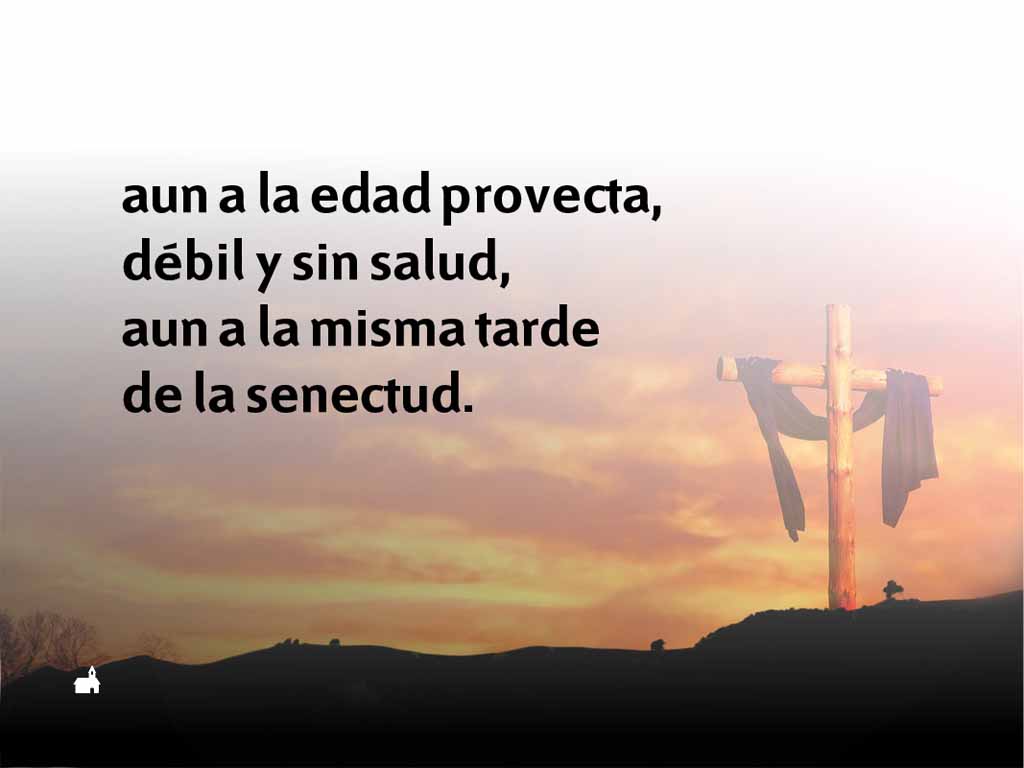 aun a la edad provecta,
débil y sin salud,
aun a la misma tarde
de la senectud.